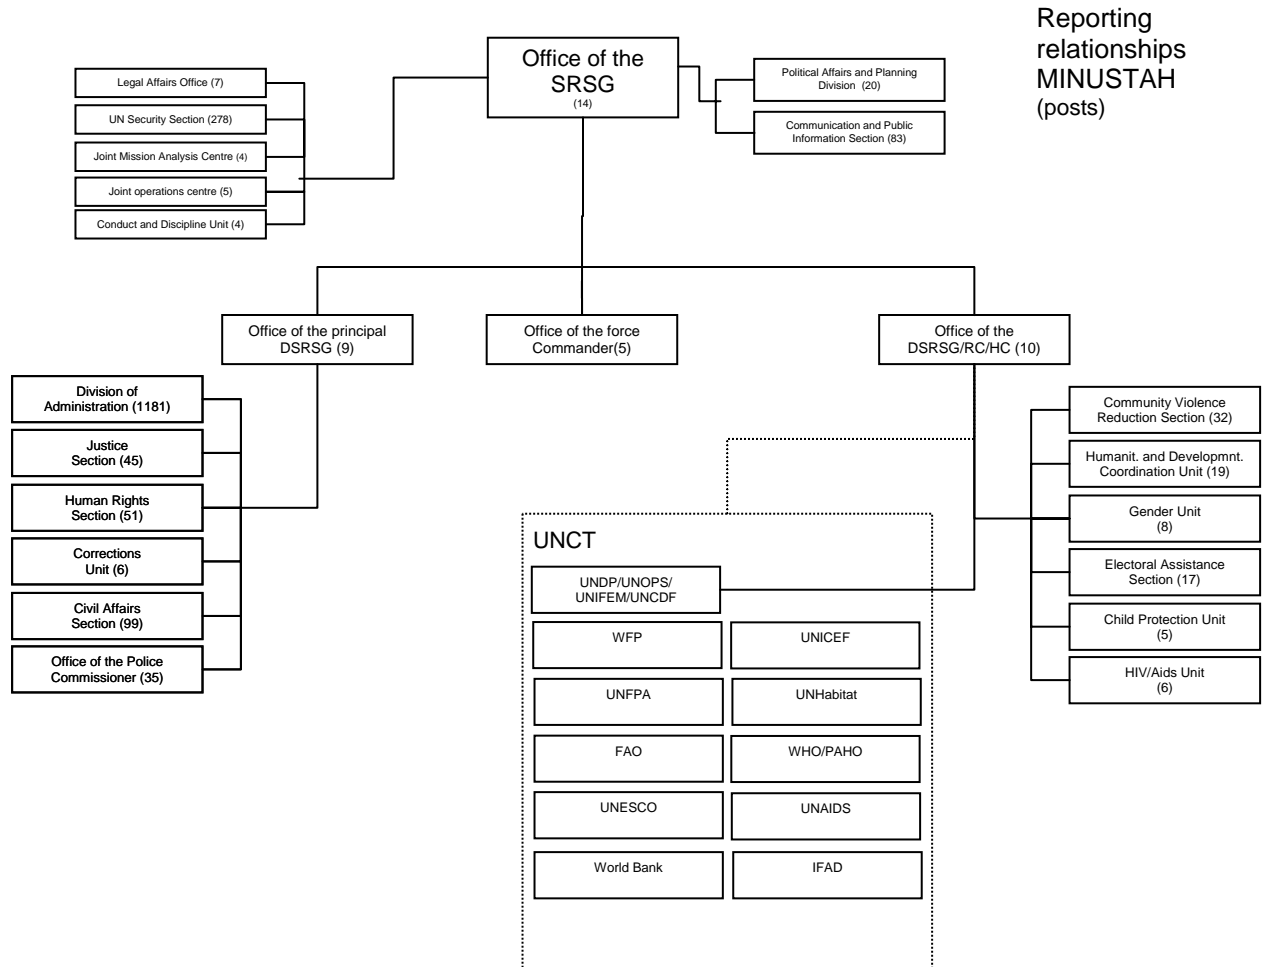 Reporting
relationships
MINUSTAH
(posts)
Office of the
SRSG
(14)
Legal Affairs Office (7)
UN Security Section (278)
Joint Mission Analysis Centre (4)
Joint operations centre (5)
Conduct and Discipline Unit (4)
Political Affairs and Planning
Division (20)
Communication and Public
Information Section (83)
Office of the principal
DSRSG (9)
Office of the force
Commander(5)
Office of the
DSRSG/RC/HC (10)
Division of
Administration (1181)
Justice
Section (45)
Human Rights
Section (51)
Corrections
Unit (6)
Civil Affairs
Section (99)
Office of the Police
Commissioner (35)
UNCT
UNDP/UNOPS/
UNIFEM/UNCDF
WFP
UNICEF
UNFPA
UNHabitat
FAO
WHO/PAHO
UNESCO
UNAIDS
World Bank
IFAD
Community Violence
Reduction Section (32)
Humanit. and Developmnt.
Coordination Unit (19)
Gender Unit
(8)
Electoral Assistance
Section (17)
Child Protection Unit
(5)
HIV/Aids Unit
(6)